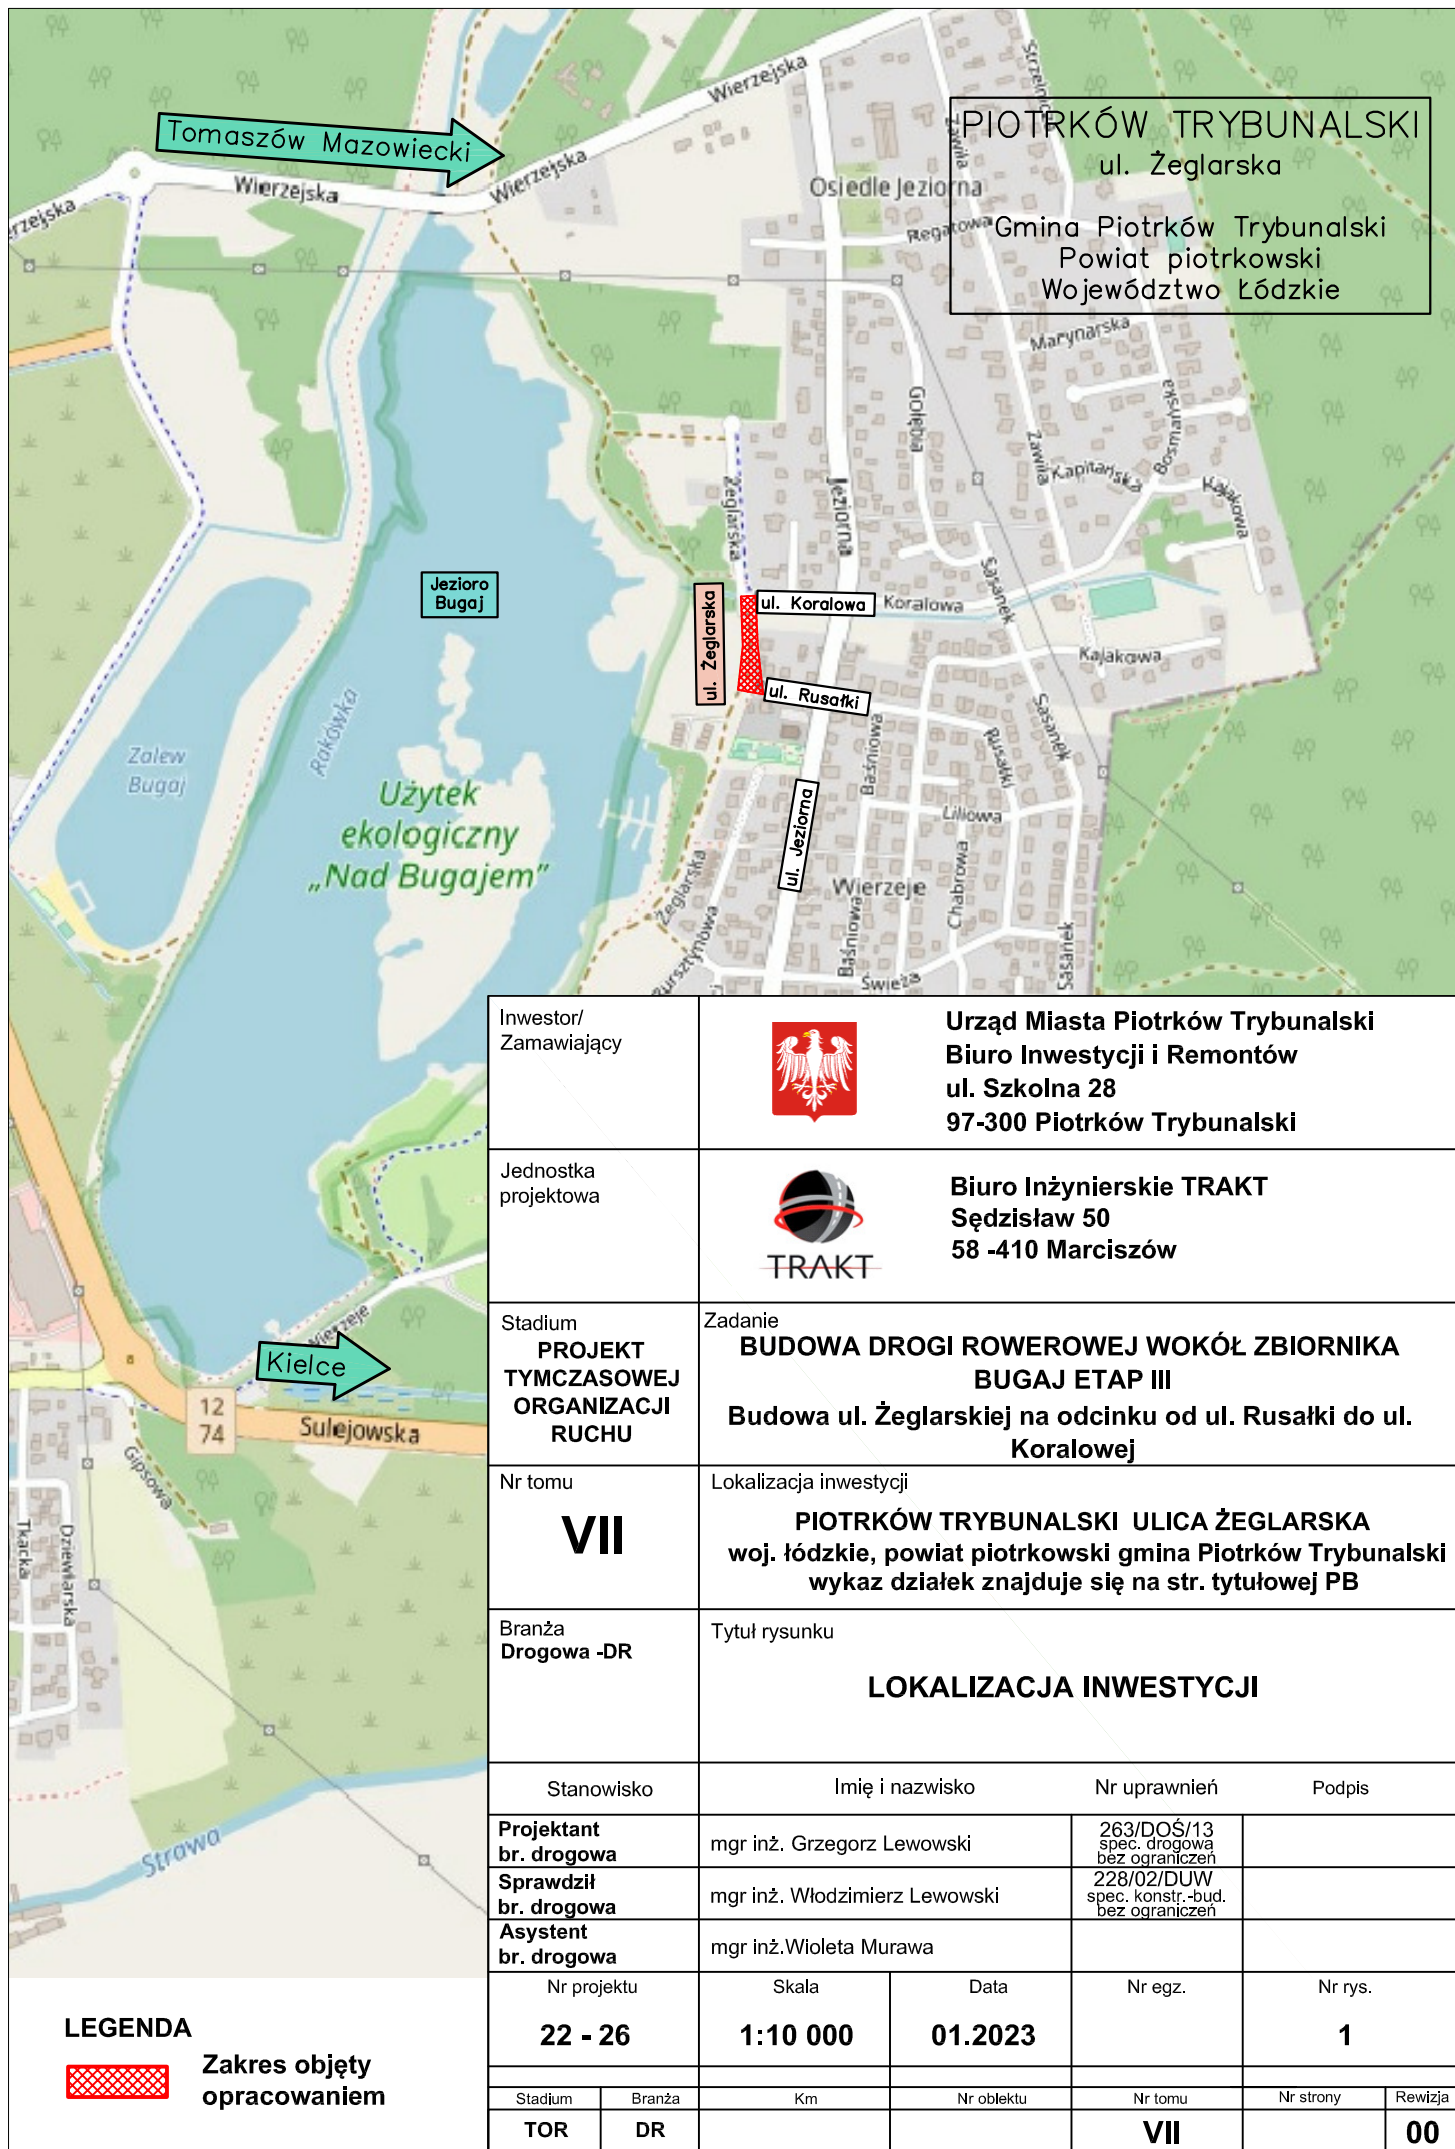 Tomaszów Mazowiecki
Wierzejska
Wierzejska
Wierzejska
erzejska
PIOTRKÓW TRYBUNALSKI
ul. Żeglarska
Gmina Piotrków Trybunalski
Powiat piotrkowski
Województwo Łódzkie
Strzelni
Zawiła
Osiedle Jeziorna
Regatowa
Marynarska
Gołębia
Zawiła
Kapitańska
Bosmańska
Kajakowa
Żeglarska
Jeziorna
Sasanek
Jezioro
Bugaj
ul. Żeglarska
ul. Koralowa
Koralowa
ul. Rusałki
Kajakowa
Sasanek
Rusałki
Baśniowa
Liliowa
Chabrowa
ul. Jeziorna
Wierzeje
Baśniowa
Sasanek
Świeża
Żeglarska
Bursztynowa
Zalew
Bugaj
Rakówka
Użytek
ekologiczny
„Nad Bugajem”
Wierzeje
Kielce
12
74
Sulejowska
Gipsowa
Tkacka
Dziewiarska
Strawa
Inwestor/
Zamawiający
Urząd Miasta Piotrków Trybunalski
Biuro Inwestycji i Remontów
ul. Szkolna 28
97-300 Piotrków Trybunalski
Jednostka
projektowa
TRAKT
Biuro Inżynierskie TRAKT
Sędzisław 50
58 -410 Marciszów
Stadium
PROJEKT
TYMCZASOWEJ
ORGANIZACJI
RUCHU
Zadanie
BUDOWA DROGI ROWEROWEJ WOKÓŁ ZBIORNIKA
BUGAJ ETAP III
Budowa ul. Żeglarskiej na odcinku od ul. Rusałki do ul.
Koralowej
Nr tomu
VII
Lokalizacja inwestycji
PIOTRKÓW TRYBUNALSKI ULICA ŻEGLARSKA
woj. łódzkie, powiat piotrkowski gmina Piotrków Trybunalski
wykaz działek znajduje się na str. tytułowej PB
Branża
Drogowa -DR
Tytuł rysunku
LOKALIZACJA INWESTYCJI
Stanowisko Imię i nazwisko Nr uprawnień Podpis
Projektant
br. drogowa
mgr inż. Grzegorz Lewowski
263/DOŚ/13
spec. drogowa
bez ograniczeń
Sprawdził
br. drogowa
mgr inż. Włodzimierz Lewowski
228/02/DUW
spec. konstr.-bud.
bez ograniczeń
Asystent
br. drogowa
mgr inż.Wioleta Murawa
Nr projektu Skala Data Nr egz. Nr rys.
22 - 26 1:10 000 01.2023 1
Stadium Branża Km Nr obiektu Nr tomu Nr strony Rewizja
TOR DR VII 00
LEGENDA
Zakres objęty
opracowaniem